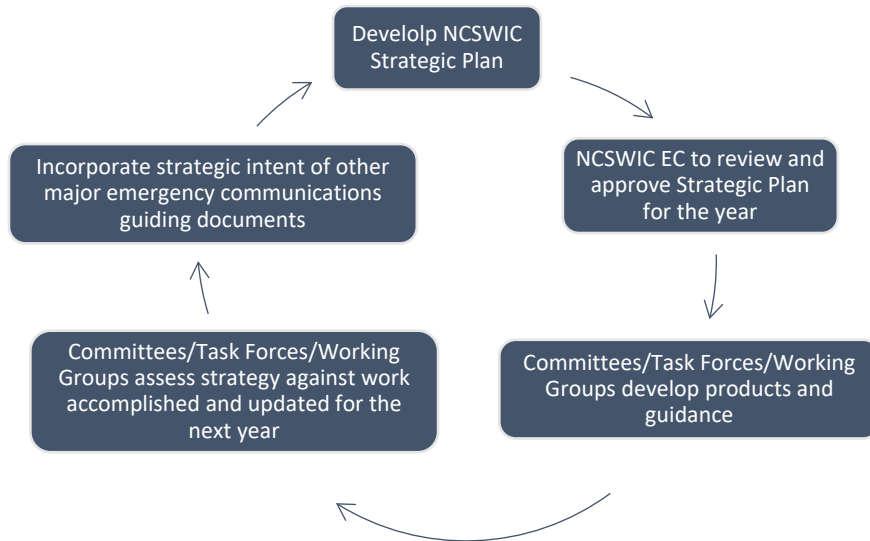 Develolp NCSWIC
Strategic Plan
NCSWIC EC to review and
approve Strategic Plan
for the year
Committees/Task Forces/Working
Groups develop products and
guidance
Committees/Task Forces/Working
Groups assess strategy against work
accomplished and updated for the
next year
Incorporate strategic intent of other
major emergency communications
guiding documents